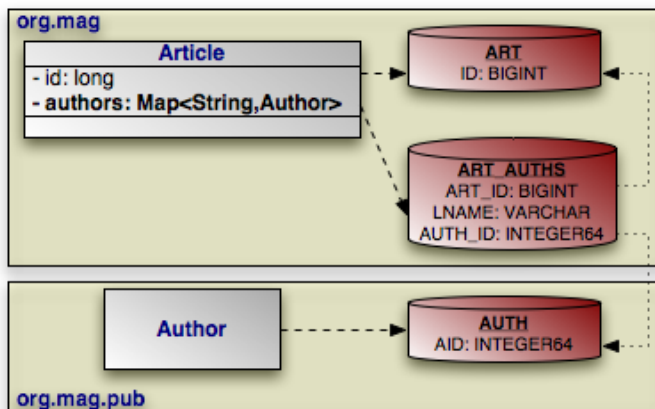 org.mag
Article
- id: long
- authors: Map<String,Author>
ART
ID: BIGINT
ART_AUTHS
ART_ID: BIGINT
LNAME: VARCHAR
AUTH_ID: INTEGER64
Author
AUTH
AID: INTEGER64
org.mag.pub